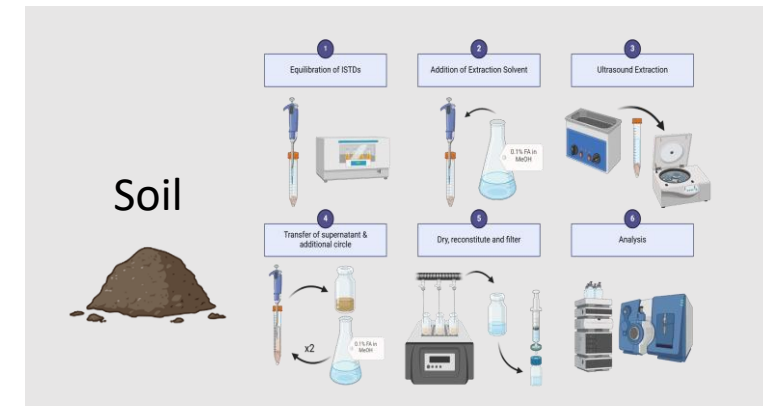 Soil
1
Equilibration of ISTDs
2
Addition of Extraction Solvent
3
Ultrasound Extraction
0.1% FA in
MeOH
4
Transfer of supernatant &
additional circle
5
Dry, reconstitute and filter
6
Analysis
x2
0.1% FA in
MeOH